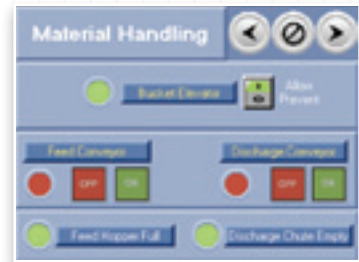 Material Handling
Bucket Elevator
Allow
Prevent
Feed Conveyor
Discharge Conveyor
OFF
ON
OFF
ON
Feed Hopper Full
Discharge Chute Empty